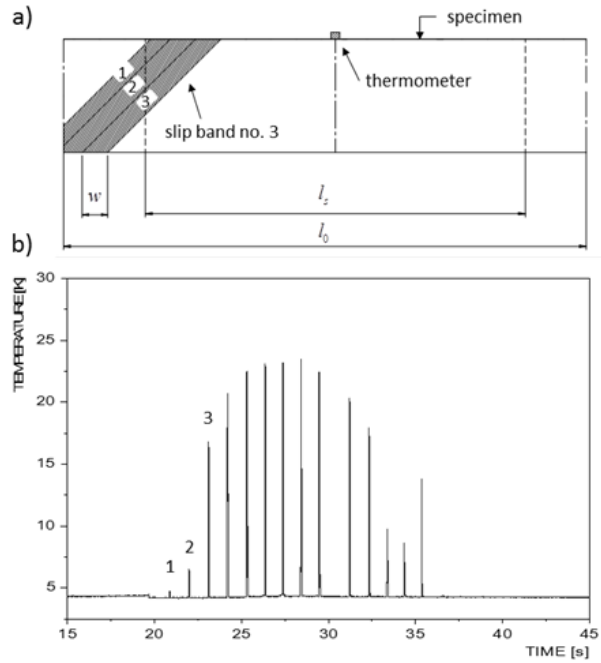 a)
specimen
thermometer
1
2
3
slip band no. 3
w
l_s
l_0
b)
TEMPERATURE[K]
30
25
20
15
10
5
1
2
3
15
20
25
30
35
40
45
TIME [s]